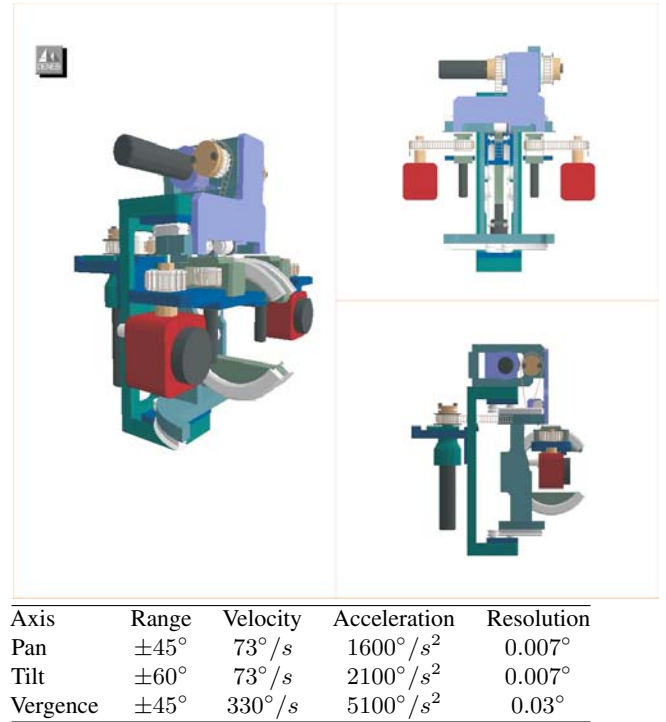 DENEB
Axis Range Velocity Acceleration Resolution
Pan ±45° 73°/s 1600°/s² 0.007°
Tilt ±60° 73°/s 2100°/s² 0.007°
Vergence ±45° 330°/s 5100°/s² 0.03°